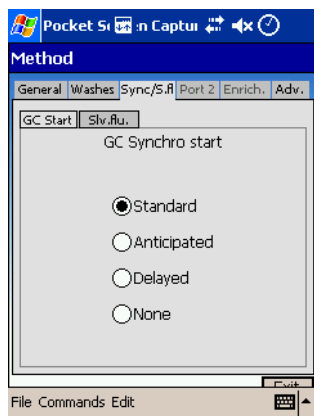 Pocket S :n Captur
Method
General Washes Sync/S.fl Port 2 Enrich. Adv.
GC Start Slv.flu.
GC Synchro start
Standard
Anticipated
Delayed
None
Exit
File Commands Edit